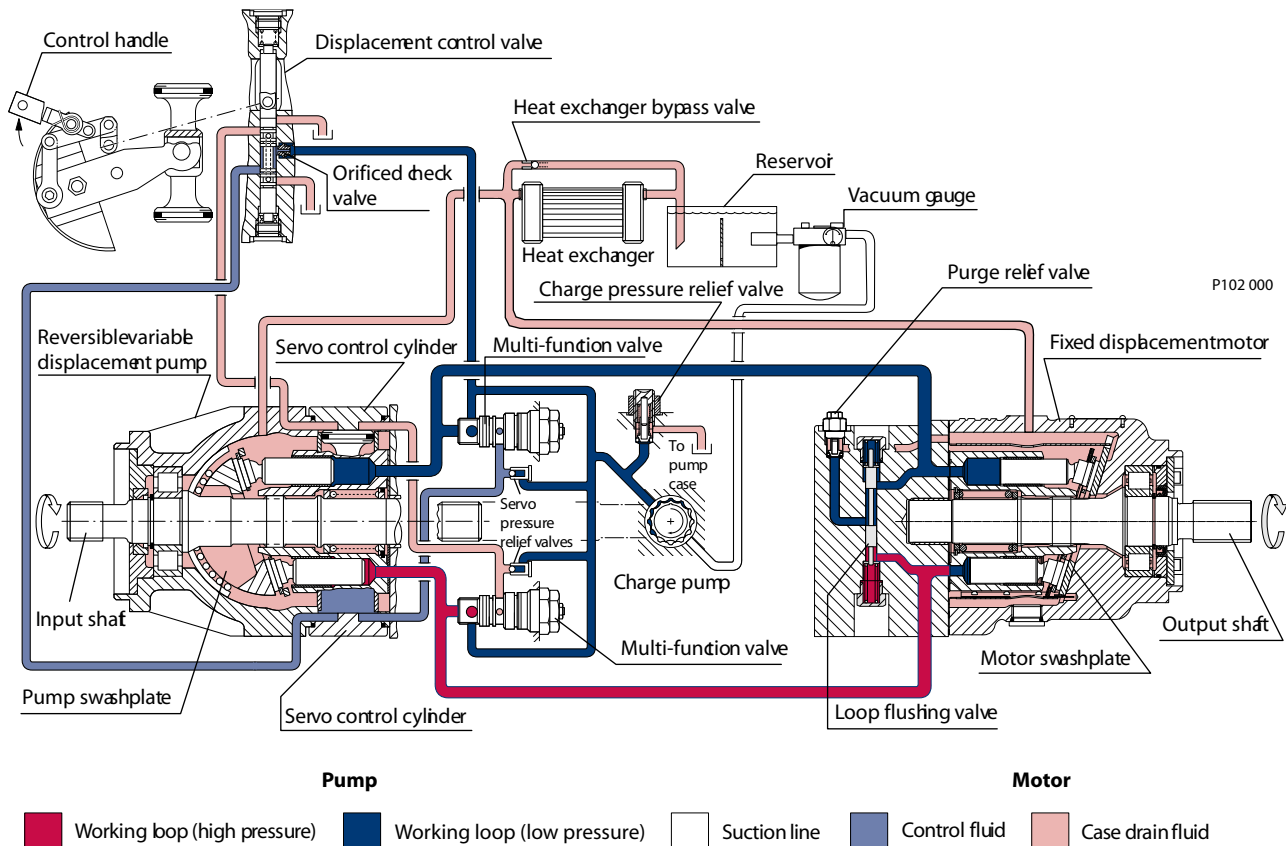 Control handle
Displacement control valve
Heat exchanger bypass valve
Reservoir
Orificed check
valve
Vacuum gauge
Heat exchanger
Purge relief valve
Charge pressure relief valve
P102 000
Reversible variable
displacement pump
Servo control cylinder
Multi-function valve
Fixed displacement motor
To
pump
case
Servo
pressure
relief valves
Charge pump
Input shaft
Output shaft
Multi-function valve
Motor swashplate
Pump swashplate
Servo control cylinder
Loop flushing valve
Pump
Motor
Working loop (high pressure)
Working loop (low pressure)
Suction line
Control fluid
Case drain fluid